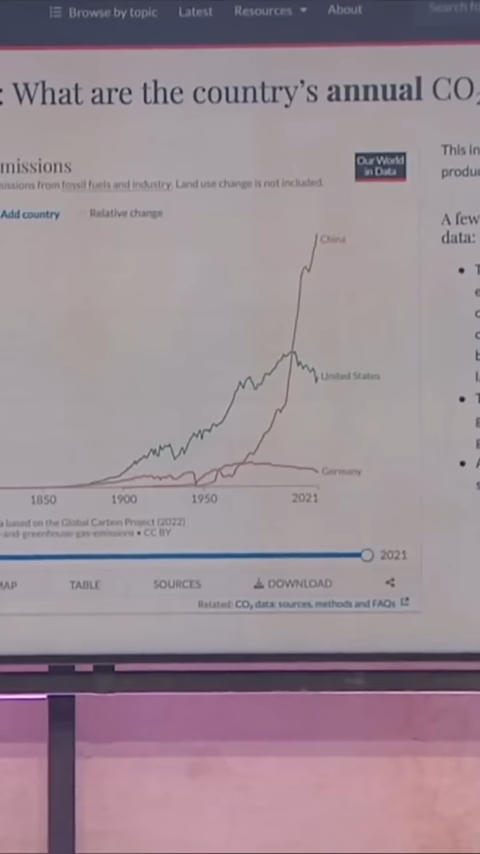 Browse by topic Latest Resources About Search fo
: What are the country's annual CO₂
missions
issions from fossil fuels and industry. Land use change is not included.
Our World
in Data
Add country Relative change
China
United States
Germany
1850 1900 1950 2021
a based on the Global Carbon Project (2022)
-and-greenhouse-gas-emissions • CC BY
2021
MAP TABLE SOURCES DOWNLOAD
Related: CO₂ data: sources, methods and FAQs
This in
produ
A few
data: